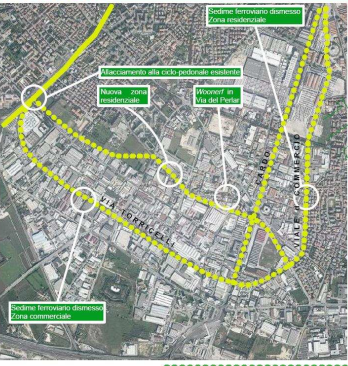 Sedime ferroviario dismesso
Zona residenziale
Allacciamento alla ciclo-pedonale esistente
Nuova zona
residenziale
Woonerf in
Via del Perlar
VIA TORRICELLI
VIALE COMMERCIO
Sedime ferroviario dismesso
Zona commerciale